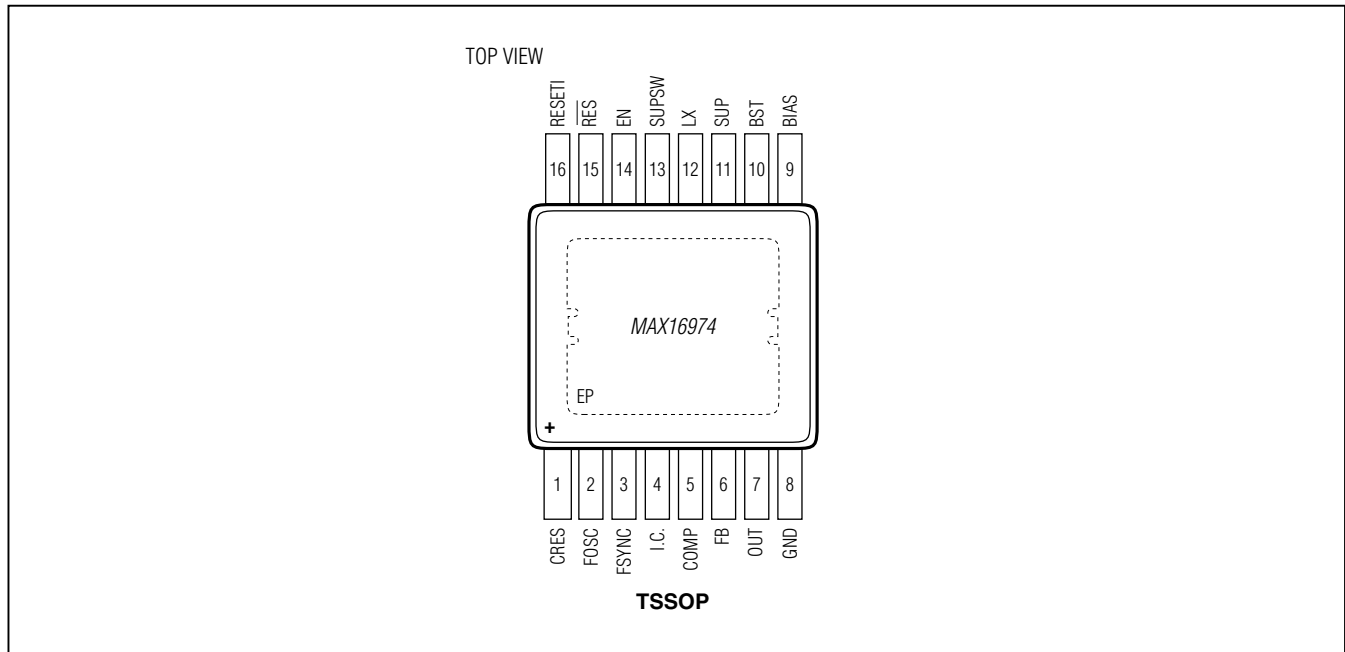 TOP VIEW
RESETI
RES
EN
SUPSW
LX
SUP
BST
BIAS
16 15 14 13 12 11 10 9
MAX16974
EP
+
1 2 3 4 5 6 7 8
CRES
FOSC
FSYNC
I.C.
COMP
FB
OUT
GND
TSSOP